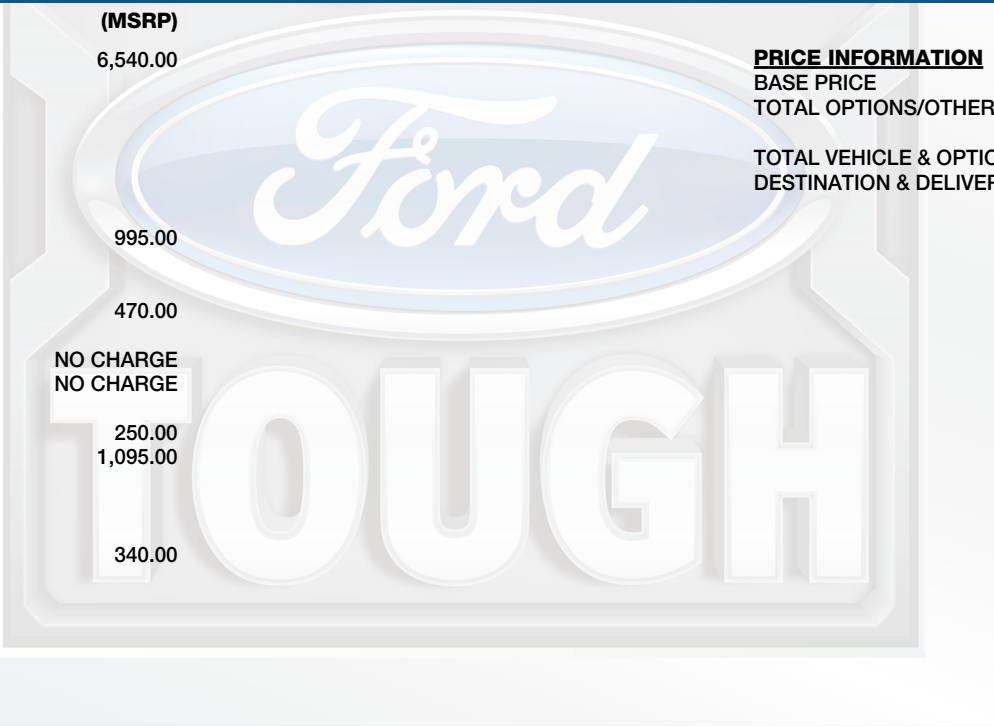 (MSRP)
6,540.00
995.00
470.00
NO CHARGE
NO CHARGE
250.00
1,095.00
340.00
PRICE INFORMATION
BASE PRICE
TOTAL OPTIONS/OTHER
TOTAL VEHICLE & OPTIO
DESTINATION & DELIVER
Ford
TOUGH